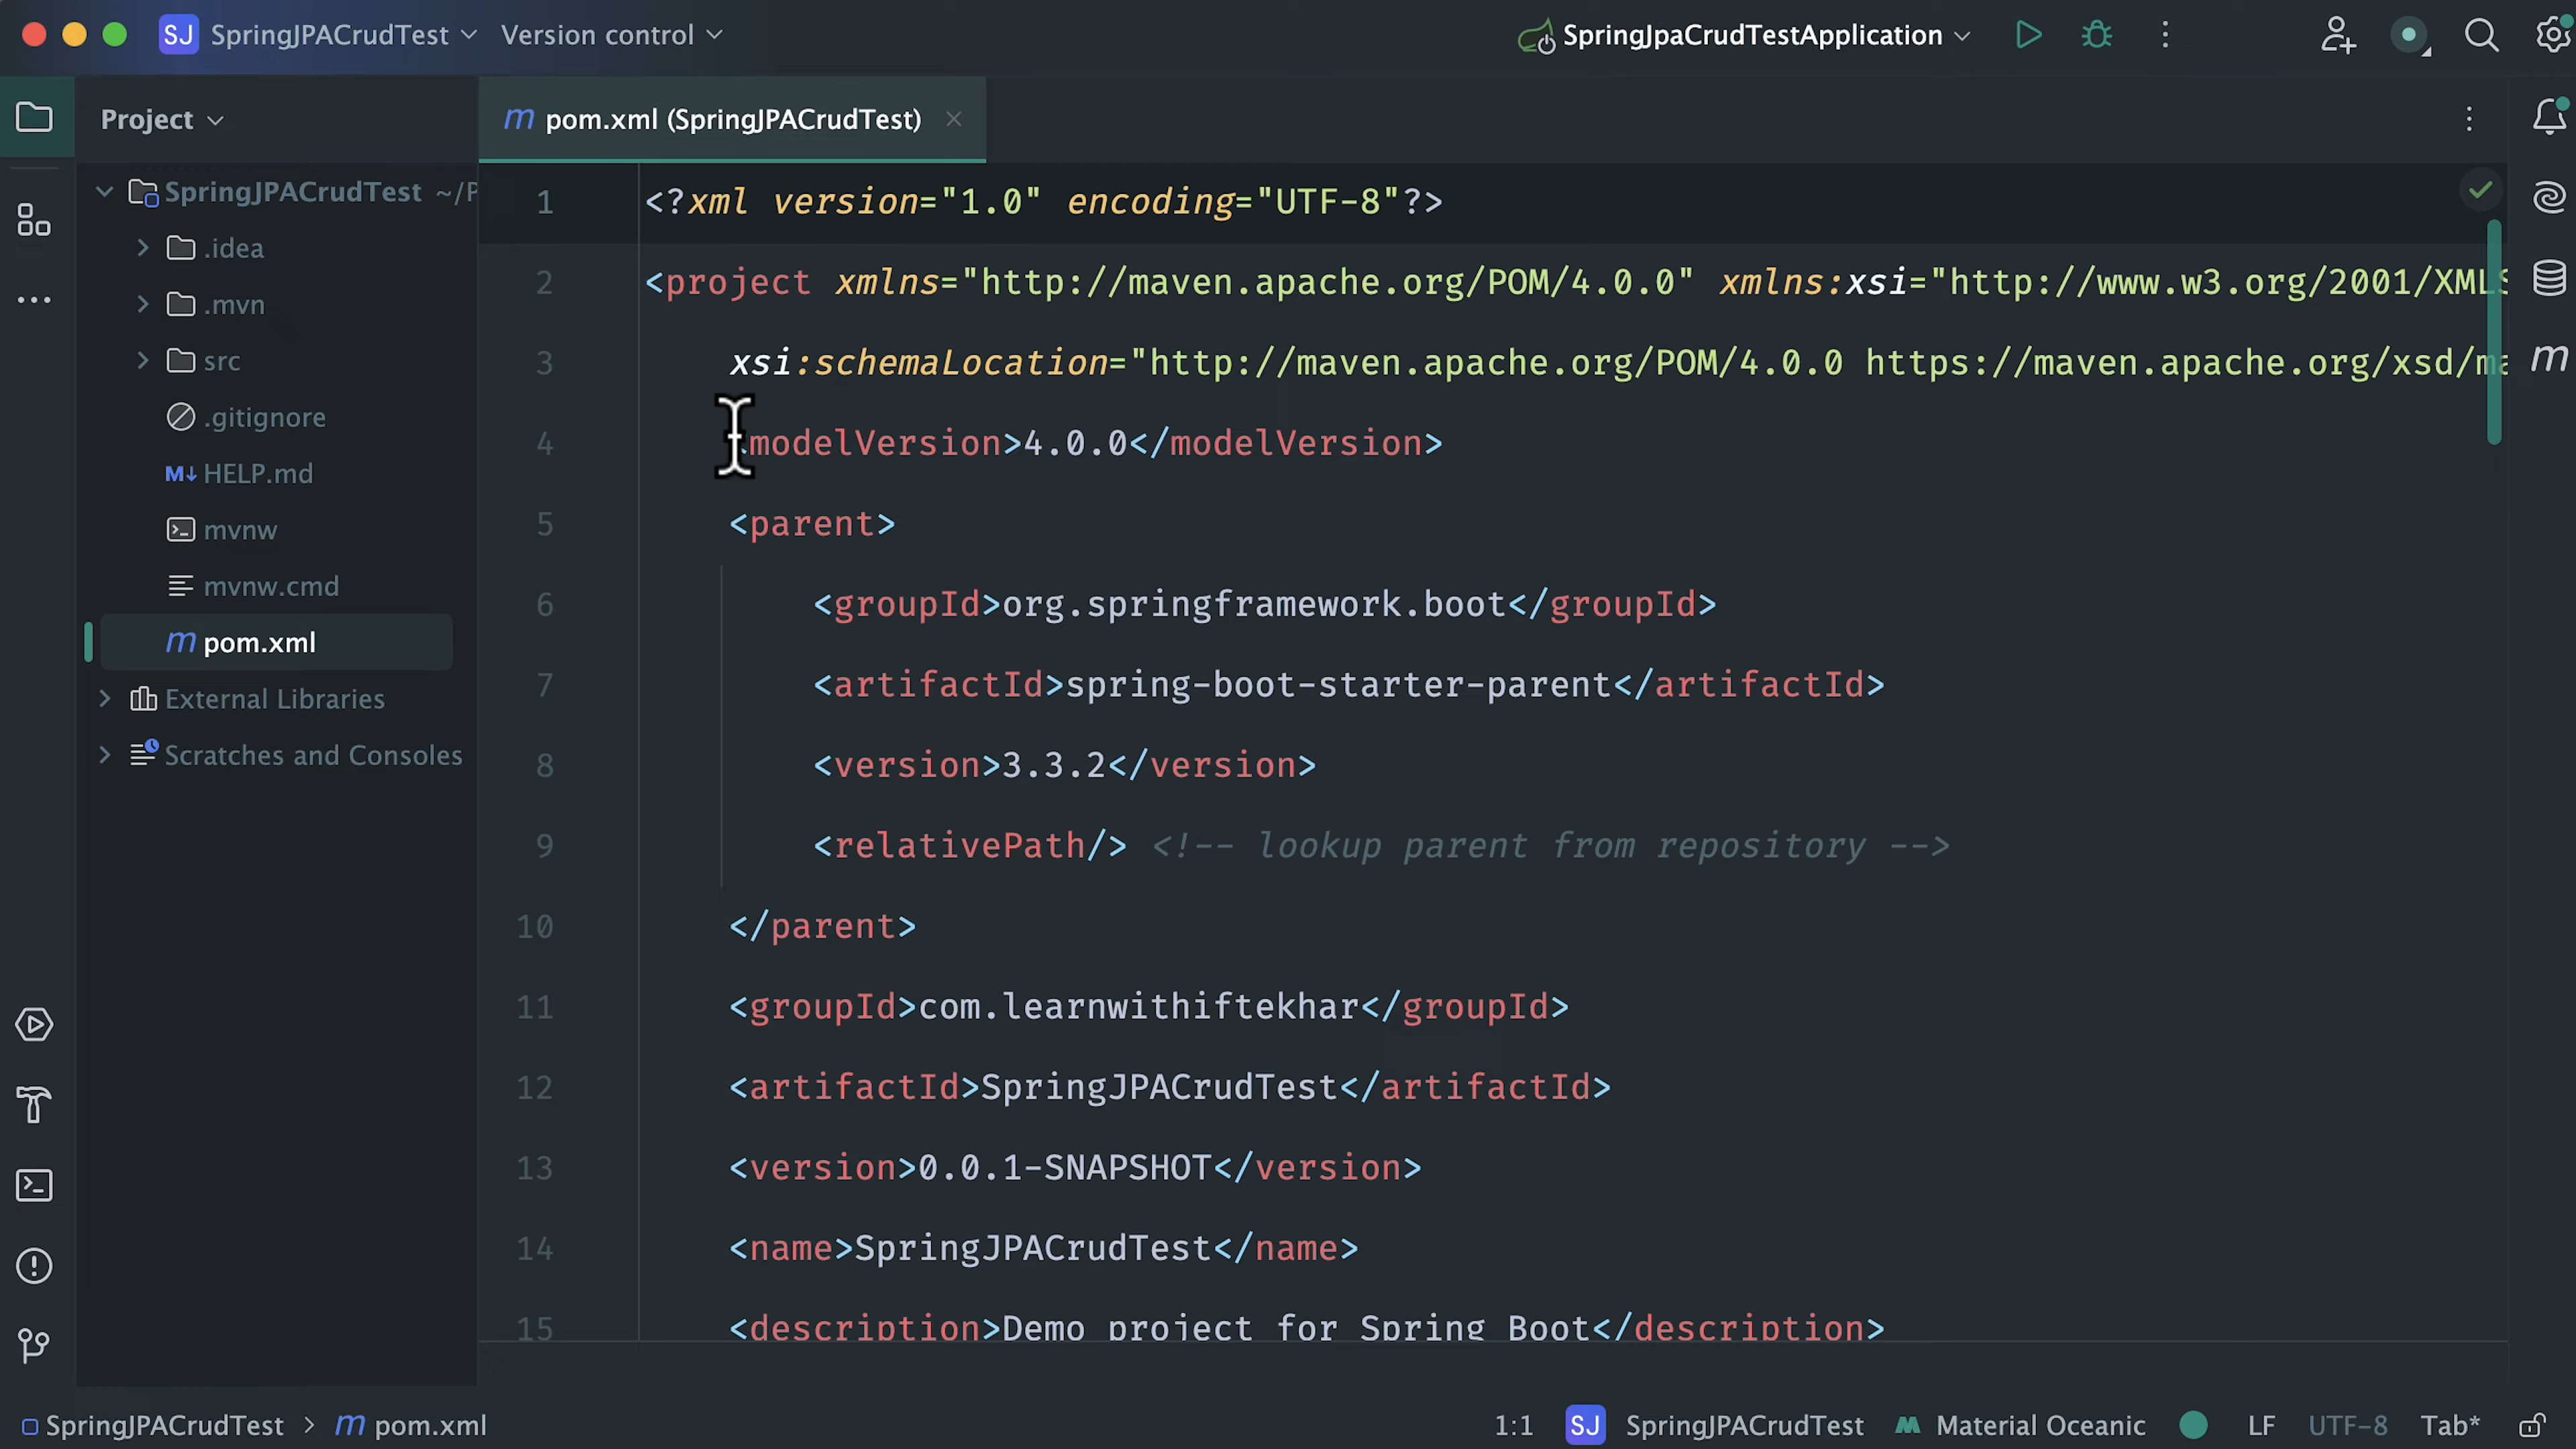 SJ SpringJPACrudTest Version control SpringJpaCrudTestApplication
Project
pom.xml (SpringJPACrudTest)
SpringJPACrudTest ~/P
.idea
.mvn
src
.gitignore
HELP.md
mvnw
mvnw.cmd
pom.xml
External Libraries
Scratches and Consoles
1 <?xml version="1.0" encoding="UTF-8"?>
2 <project xmlns="http://maven.apache.org/POM/4.0.0" xmlns:xsi="http://www.w3.org/2001/XMLS
3 xsi:schemaLocation="http://maven.apache.org/POM/4.0.0 https://maven.apache.org/xsd/ma
4 <modelVersion>4.0.0</modelVersion>
5 <parent>
6 <groupId>org.springframework.boot</groupId>
7 <artifactId>spring-boot-starter-parent</artifactId>
8 <version>3.3.2</version>
9 <relativePath/> <!-- lookup parent from repository -->
10 </parent>
11 <groupId>com.learnwithiftekhar</groupId>
12 <artifactId>SpringJPACrudTest</artifactId>
13 <version>0.0.1-SNAPSHOT</version>
14 <name>SpringJPACrudTest</name>
15 <description>Demo project for Spring Boot</description>
SpringJPACrudTest > pom.xml 1:1 SJ SpringJPACrudTest Material Oceanic LF UTF-8 Tab*